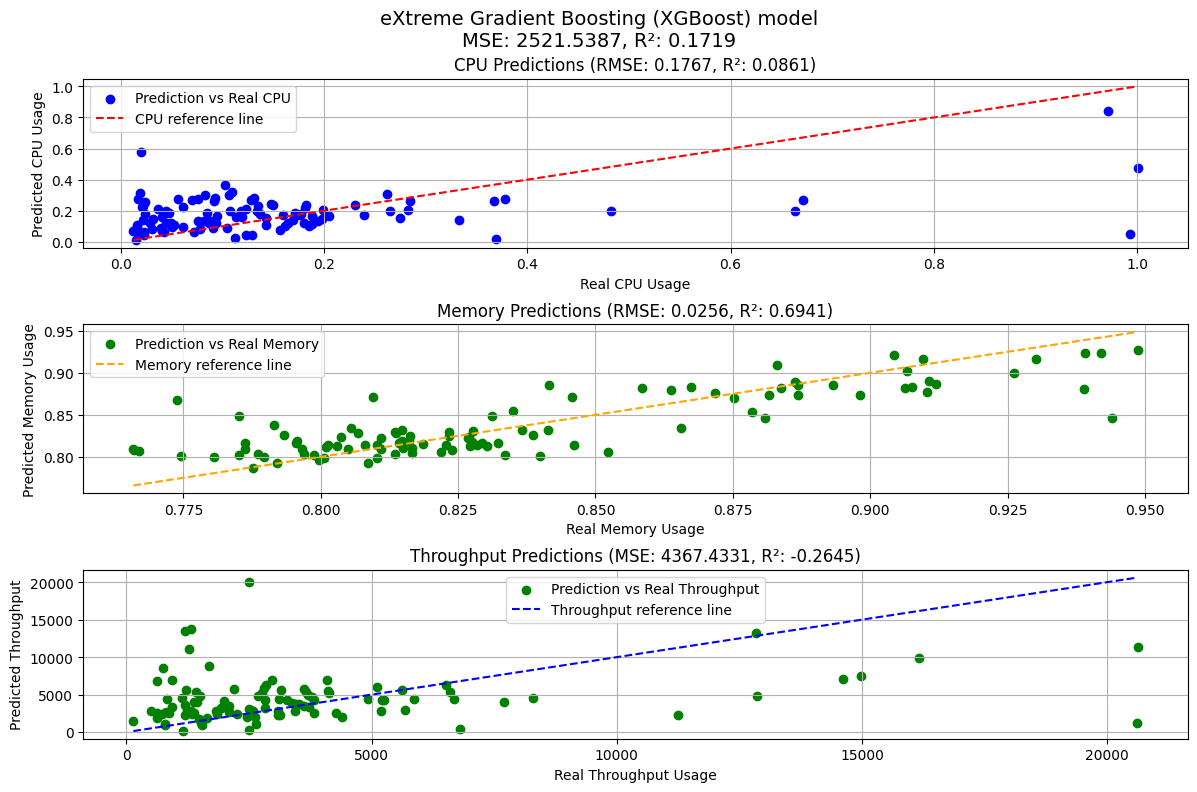 eXtreme Gradient Boosting (XGBoost) model
MSE: 2521.5387, R²: 0.1719
CPU Predictions (RMSE: 0.1767, R²: 0.0861)
Predicted CPU Usage
1.0
0.8
0.6
0.4
0.2
0.0
Prediction vs Real CPU
CPU reference line
0.0 0.2 0.4 0.6 0.8 1.0
Real CPU Usage
Memory Predictions (RMSE: 0.0256, R²: 0.6941)
Predicted Memory Usage
0.95
0.90
0.85
0.80
Prediction vs Real Memory
Memory reference line
0.775 0.800 0.825 0.850 0.875 0.900 0.925 0.950
Real Memory Usage
Throughput Predictions (MSE: 4367.4331, R²: -0.2645)
Predicted Throughput
20000
15000
10000
5000
0
Prediction vs Real Throughput
Throughput reference line
0 5000 10000 15000 20000
Real Throughput Usage